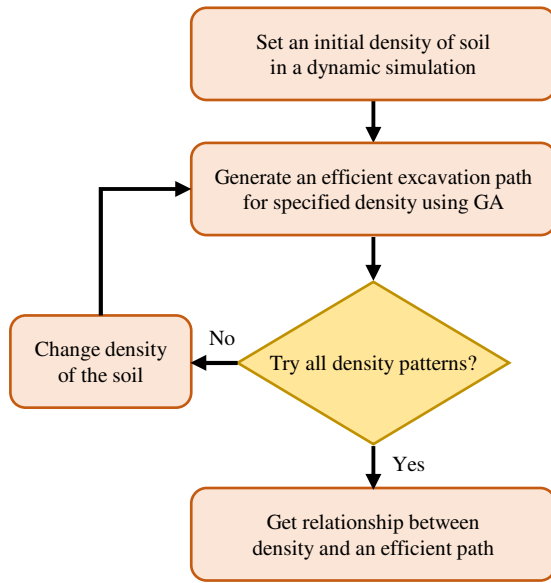 Set an initial density of soil
in a dynamic simulation
Generate an efficient excavation path
for specified density using GA
Try all density patterns?
No
Change density
of the soil
Yes
Get relationship between
density and an efficient path